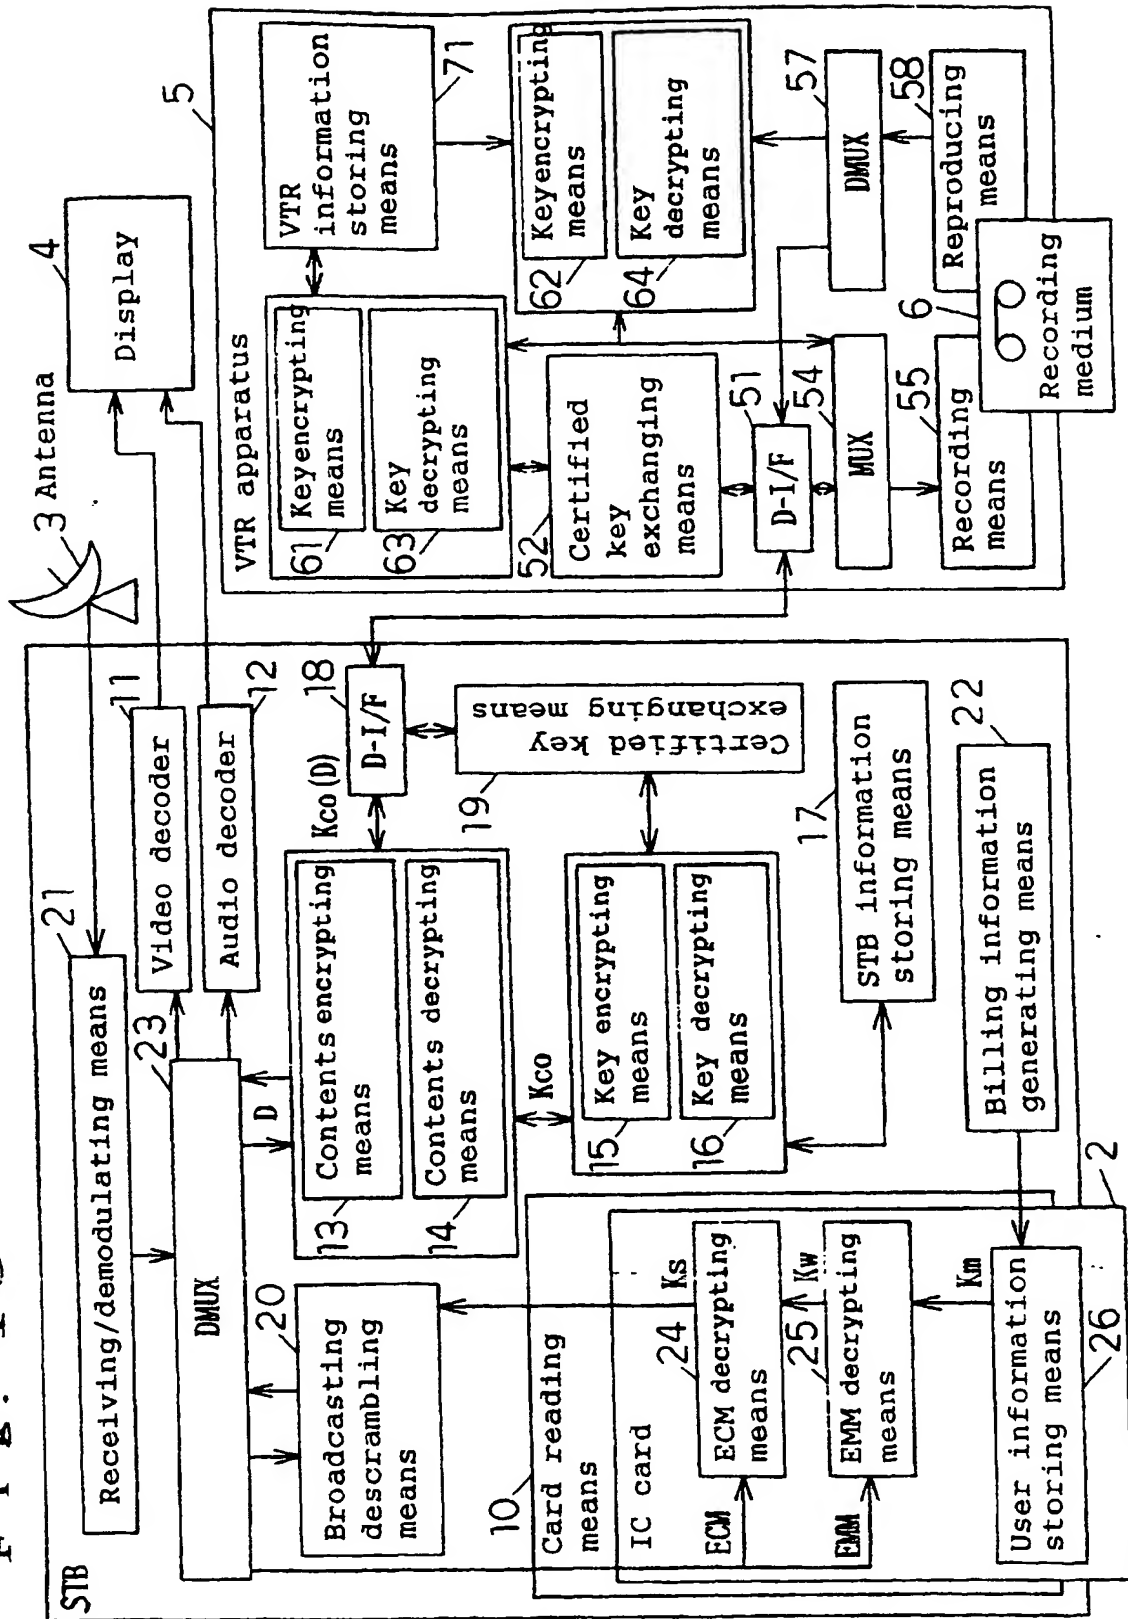 STB
Receiving/demodulating means
21
3 Antenna
4
Display
DMUX
23
Video decoder
11
Audio decoder
12
D
Broadcasting
descrambling
means
20
Contents encrypting
means
13
Contents decrypting
means
14
Kco(D)
D-I/F
18
Certified key
exchanging means
19
Kco
Key encrypting
means
15
Key decrypting
means
16
STB information
storing means
17
Billing information
generating means
22
10
Card reading
means
IC card
2
ECM
EMM
Ks
ECM decrypting
means
24
Kw
EMM decrypting
means
25
Km
User information
storing means
26
5
VTR apparatus
Keyencrypting
means
61
Key
decrypting
means
63
VTR
information
storing
means
71
Certified
key
exchanging
means
52
Keyencrypting
means
62
Key
decrypting
means
64
D-I/F
51
MUX
54
DMUX
57
Recording
means
55
Reproducing
means
58
6
Recording
medium